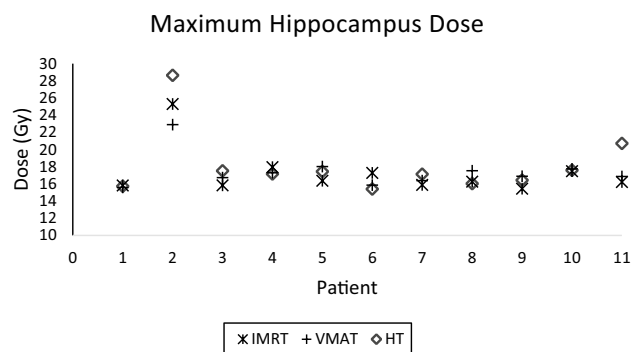 Maximum Hippocampus Dose
Dose (Gy)
30
28
26
24
22
20
18
16
14
12
10
0 1 2 3 4 5 6 7 8 9 10 11
Patient
IMRT VMAT HT